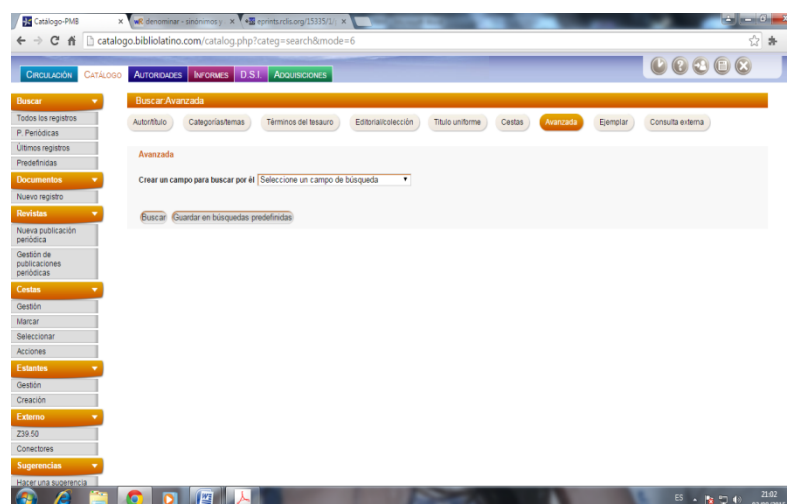 Catálogo-PMB
denominar - sinónimos y
eprints.rclis.org/15335/1/
catalogo.bibliolatino.com/catalog.php?categ=search&mode=6
CIRCULACIÓN CATÁLOGO AUTORIDADES INFORMES D.S.I. ADQUISICIONES
Buscar
Todos los registros
P. Periódicas
Últimos registros
Predefinidas
Documentos
Nuevo registro
Revistas
Nueva publicación
periódica
Gestión de
publicaciones
periódicas
Cestas
Gestión
Marcar
Seleccionar
Acciones
Estantes
Gestión
Creación
Externo
Z39.50
Conectores
Sugerencias
Hacer una sugerencia
Buscar:Avanzada
Autor/título Categorías/temas Términos del tesauro Editorial/colección Titulo uniforme Cestas Avanzada Ejemplar Consulta externa
Avanzada
Crear un campo para buscar por él Seleccione un campo de búsqueda
Buscar Guardar en búsquedas predefinidas
ES
21:02